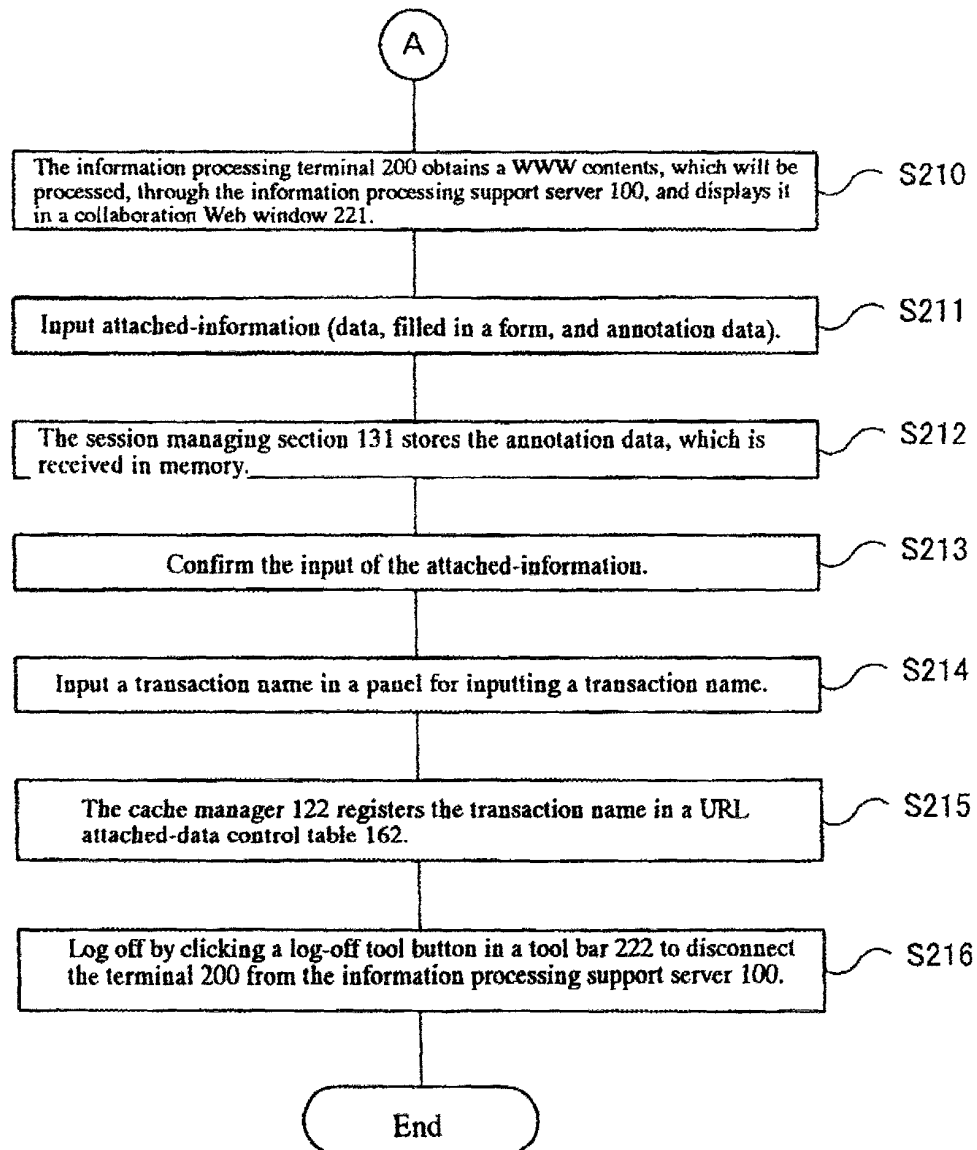 A
The information processing terminal 200 obtains a WWW contents, which will be
processed, through the information processing support server 100, and displays it
in a collaboration Web window 221.
S210
Input attached-information (data, filled in a form, and annotation data).
S211
The session managing section 131 stores the annotation data, which is
received in memory.
S212
Confirm the input of the attached-information.
S213
Input a transaction name in a panel for inputting a transaction name.
S214
The cache manager 122 registers the transaction name in a URL
attached-data control table 162.
S215
Log off by clicking a log-off tool button in a tool bar 222 to disconnect
the terminal 200 from the information processing support server 100.
S216
End